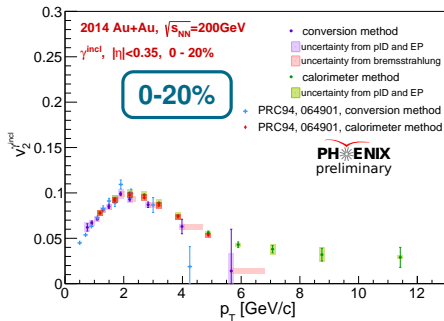 2014 Au+Au, √s_NN=200GeV
γ^incl, |η|<0.35, 0 - 20%
0-20%
conversion method
uncertainty from pID and EP
uncertainty from bremsstrahlung
calorimeter method
uncertainty from pID and EP
PRC94, 064901, conversion method
PRC94, 064901, calorimeter method
PHENIX
preliminary
v_2^γ^incl
0.3
0.25
0.2
0.15
0.1
0.05
0
0 2 4 6 8 10 12
p_T [GeV/c]